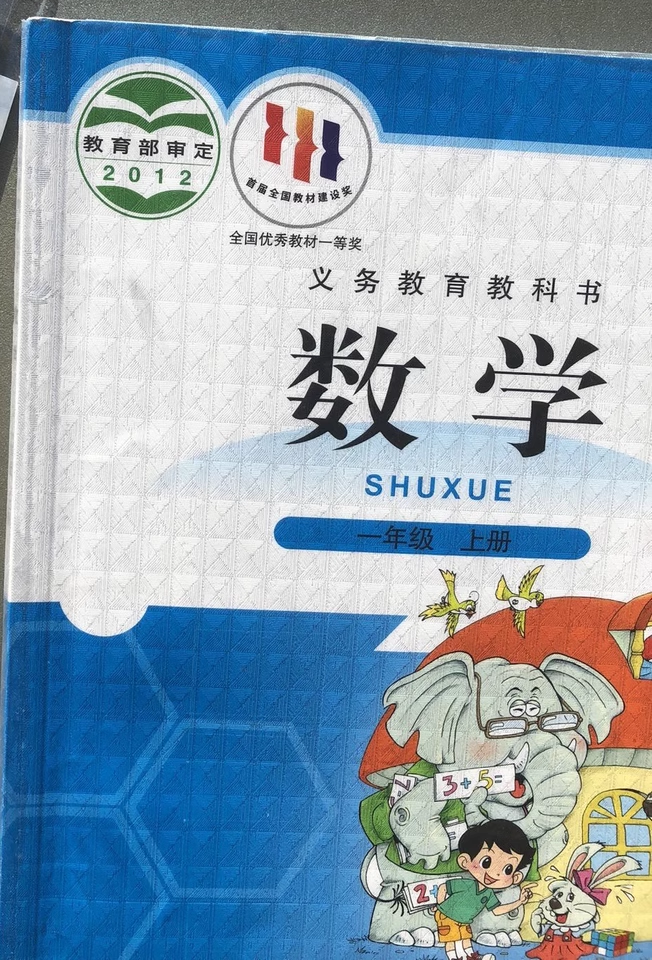 教育部审定
2012
首届全国教材建设奖
全国优秀教材一等奖
义务教育教科书
数学
SHUXUE
一年级 上册
3+5=
2+